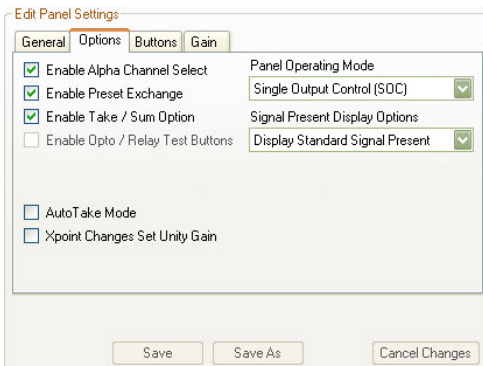 Edit Panel Settings
General Options Buttons Gain
Enable Alpha Channel Select
Enable Preset Exchange
Enable Take / Sum Option
Enable Opto / Relay Test Buttons
Panel Operating Mode
Single Output Control (SOC)
Signal Present Display Options
Display Standard Signal Present
AutoTake Mode
Xpoint Changes Set Unity Gain
Save Save As Cancel Changes